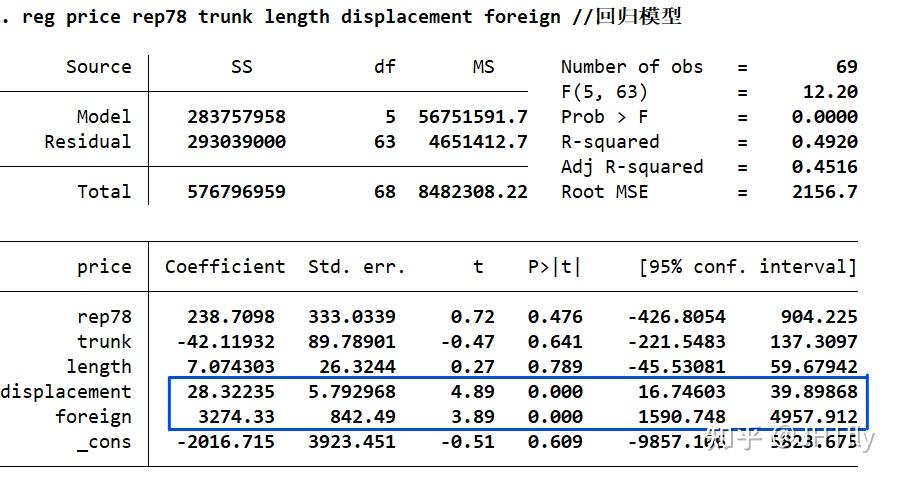 . reg price rep78 trunk length displacement foreign //回归模型
Source SS df MS Number of obs = 69
F(5, 63) = 12.20
Model 283757958 5 56751591.7 Prob > F = 0.0000
Residual 293039000 63 4651412.7 R-squared = 0.4920
Adj R-squared = 0.4516
Total 576796959 68 8482308.22 Root MSE = 2156.7
price Coefficient Std. err. t P>|t| [95% conf. interval]
rep78 238.7098 333.0339 0.72 0.476 -426.8054 904.225
trunk -42.11932 89.78901 -0.47 0.641 -221.5483 137.3097
length 7.074303 26.3244 0.27 0.789 -45.53081 59.67942
displacement 28.32235 5.792968 4.89 0.000 16.74603 39.89868
foreign 3274.33 842.49 3.89 0.000 1590.748 4957.912
_cons -2016.715 3923.451 -0.51 0.609
知乎